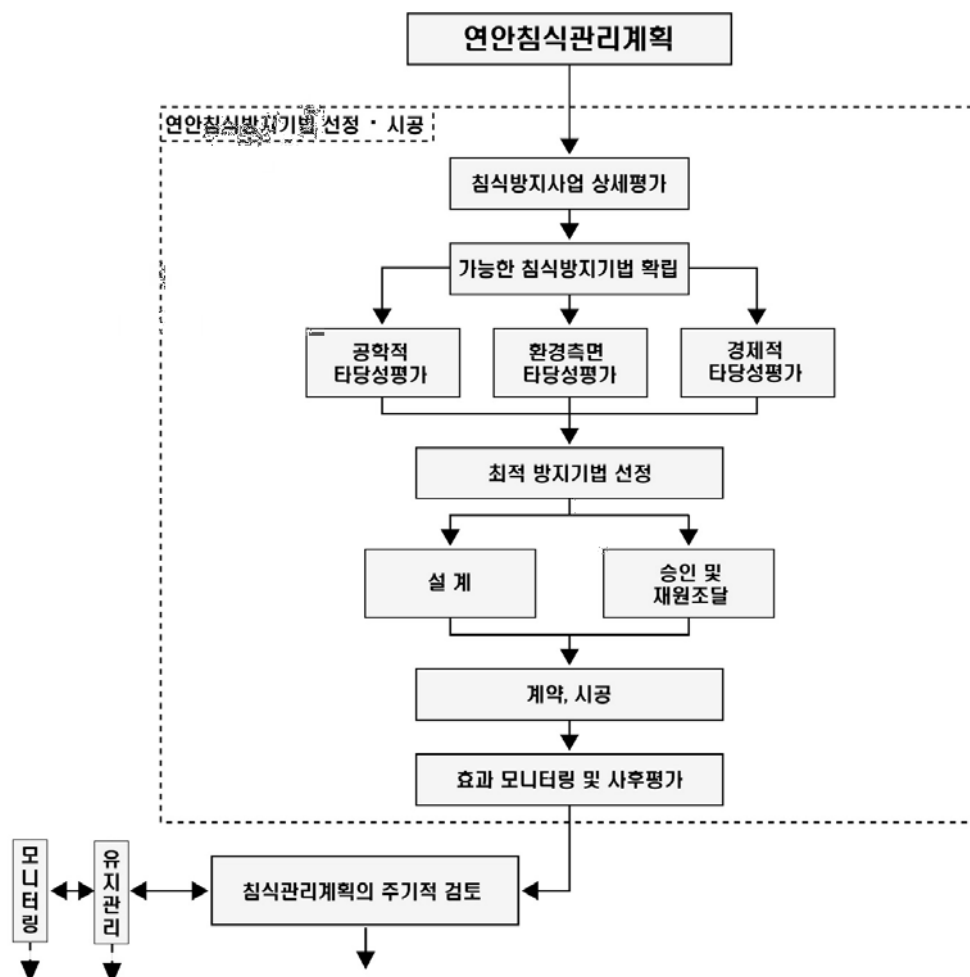 연안침식관리계획
연안침식방지기법 선정 · 시공
침식방지사업 상세평가
가능한 침식방지기법 확립
공학적
타당성평가
환경측면
타당성평가
경제적
타당성평가
최적 방지기법 선정
설 계
승인 및
재원조달
계약, 시공
효과 모니터링 및 사후평가
모니터링
유지관리
침식관리계획의 주기적 검토